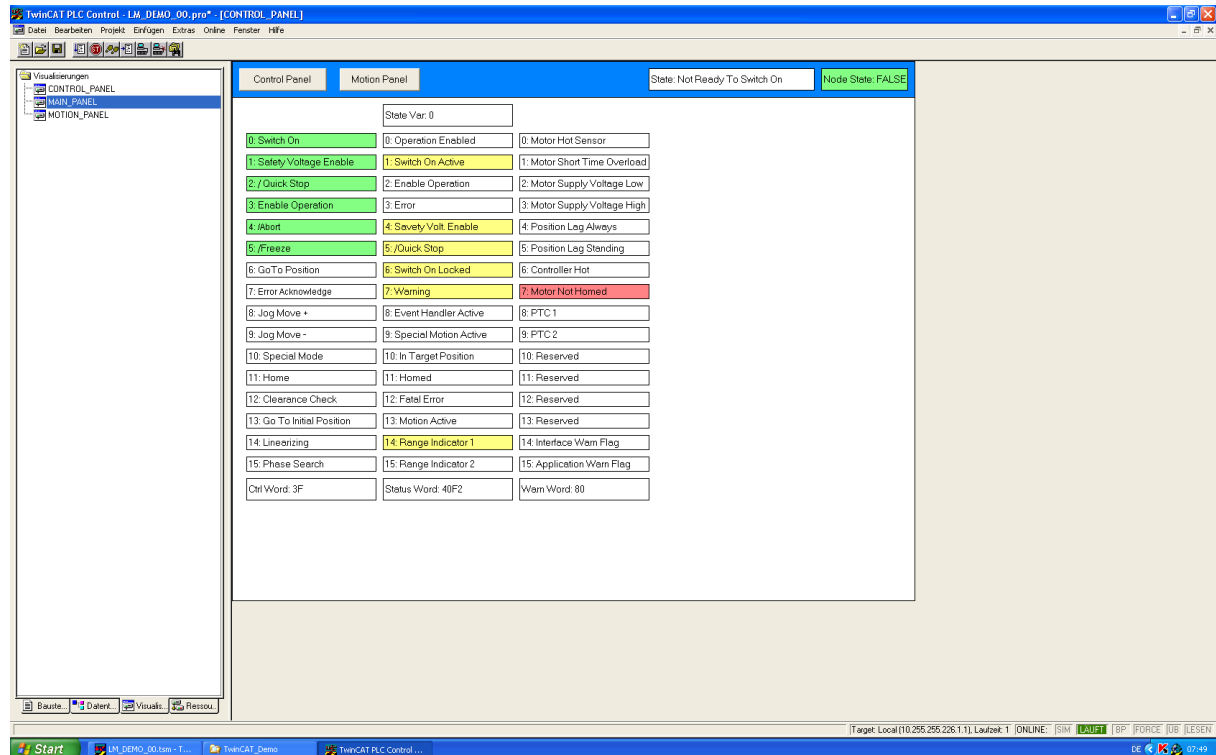 TwinCAT PLC Control - LM_DEMO_00.pro* - [CONTROL_PANEL]
Datei Bearbeiten Projekt Einfügen Extras Online Fenster Hilfe
Visualisierungen
CONTROL_PANEL
MAIN_PANEL
MOTION_PANEL
Control Panel Motion Panel State: Not Ready To Switch On Node State: FALSE
State Var: 0
0: Switch On 0: Operation Enabled 0: Motor Hot Sensor
1: Safety Voltage Enable 1: Switch On Active 1: Motor Short Time Overload
2: / Quick Stop 2: Enable Operation 2: Motor Supply Voltage Low
3: Enable Operation 3: Error 3: Motor Supply Voltage High
4: /Abort 4: Savety Volt. Enable 4: Position Lag Always
5: /Freeze 5: /Quick Stop 5: Position Lag Standing
6: GoTo Position 6: Switch On Locked 6: Controller Hot
7: Error Acknowledge 7: Warning 7: Motor Not Homed
8: Jog Move + 8: Event Handler Active 8: PTC 1
9: Jog Move - 9: Special Motion Active 9: PTC 2
10: Special Mode 10: In Target Position 10: Reserved
11: Home 11: Homed 11: Reserved
12: Clearance Check 12: Fatal Error 12: Reserved
13: Go To Initial Position 13: Motion Active 13: Reserved
14: Linearizing 14: Range Indicator 1 14: Interface Warn Flag
15: Phase Search 15: Range Indicator 2 15: Application Warn Flag
Ctrl Word: 3F Status Word: 40F2 Warn Word: 80
Bauste... Datent... Visualis... Ressou...
Target: Local (10.255.255.226.1.1), Laufzeit: 1 ONLINE: SIM LÄUFT BP FORCE ÜB LESEN
Start LM_DEMO_00.tsm - T... TwinCAT_Demo TwinCAT PLC Control ... DE 07:49